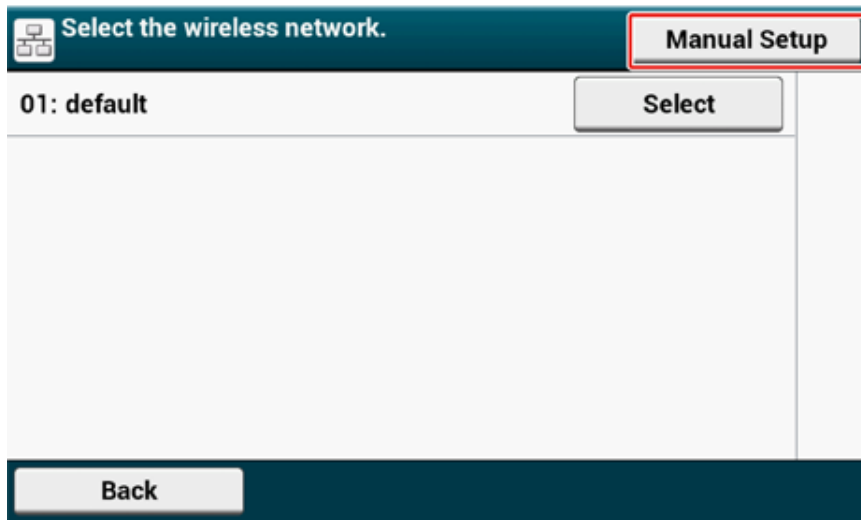 Select the wireless network.
Manual Setup
01: default
Select
Back